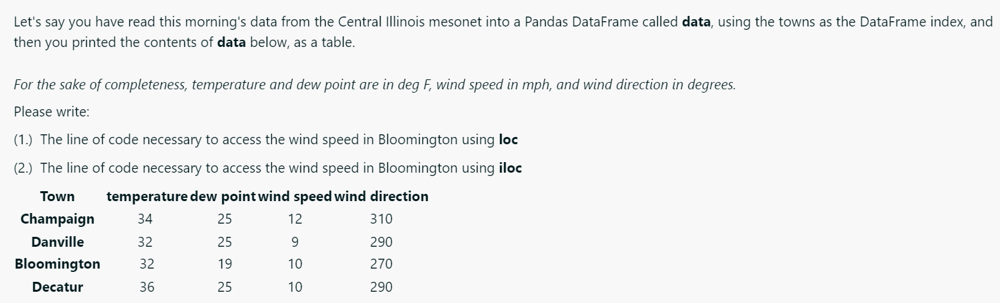 Let's say you have read this morning's data from the Central Illinois mesonet into a Pandas DataFrame called data, using the towns as the DataFrame index, and
then you printed the contents of data below, as a table.
For the sake of completeness, temperature and dew point are in deg F, wind speed in mph, and wind direction in degrees.
Please write:
(1.) The line of code necessary to access the wind speed in Bloomington using loc
(2.) The line of code necessary to access the wind speed in Bloomington using iloc
Town temperature dew point wind speed wind direction
Champaign 34 25 12 310
Danville 32 25 9 290
Bloomington 32 19 10 270
Decatur 36 25 10 290